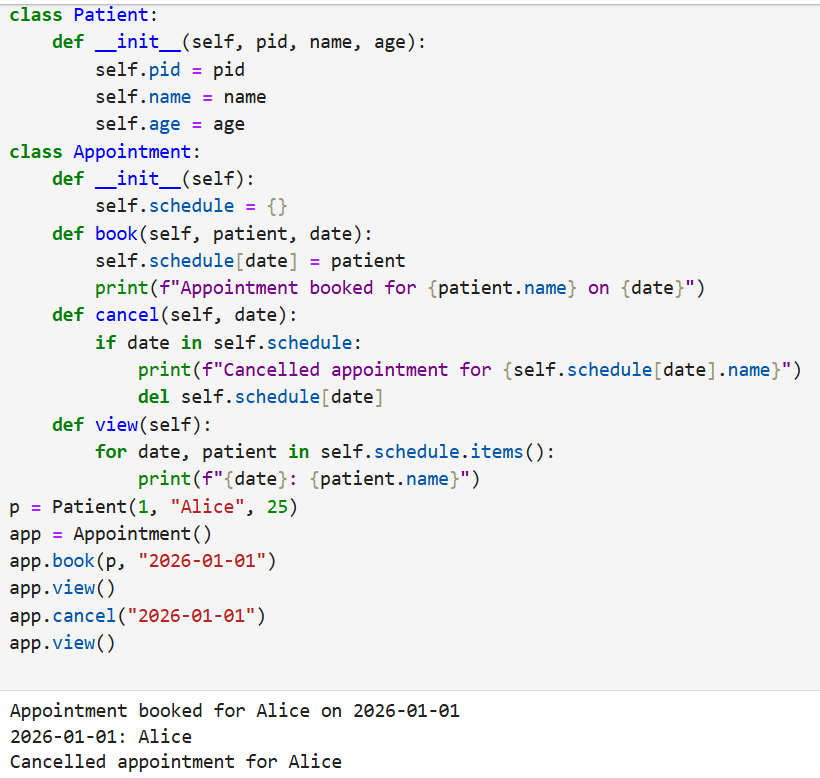 class Patient:
    def __init__(self, pid, name, age):
        self.pid = pid
        self.name = name
        self.age = age
class Appointment:
    def __init__(self):
        self.schedule = {}
    def book(self, patient, date):
        self.schedule[date] = patient
        print(f"Appointment booked for {patient.name} on {date}")
    def cancel(self, date):
        if date in self.schedule:
            print(f"Cancelled appointment for {self.schedule[date].name}")
            del self.schedule[date]
    def view(self):
        for date, patient in self.schedule.items():
            print(f"{date}: {patient.name}")
p = Patient(1, "Alice", 25)
app = Appointment()
app.book(p, "2026-01-01")
app.view()
app.cancel("2026-01-01")
app.view()
Appointment booked for Alice on 2026-01-01
2026-01-01: Alice
Cancelled appointment for Alice